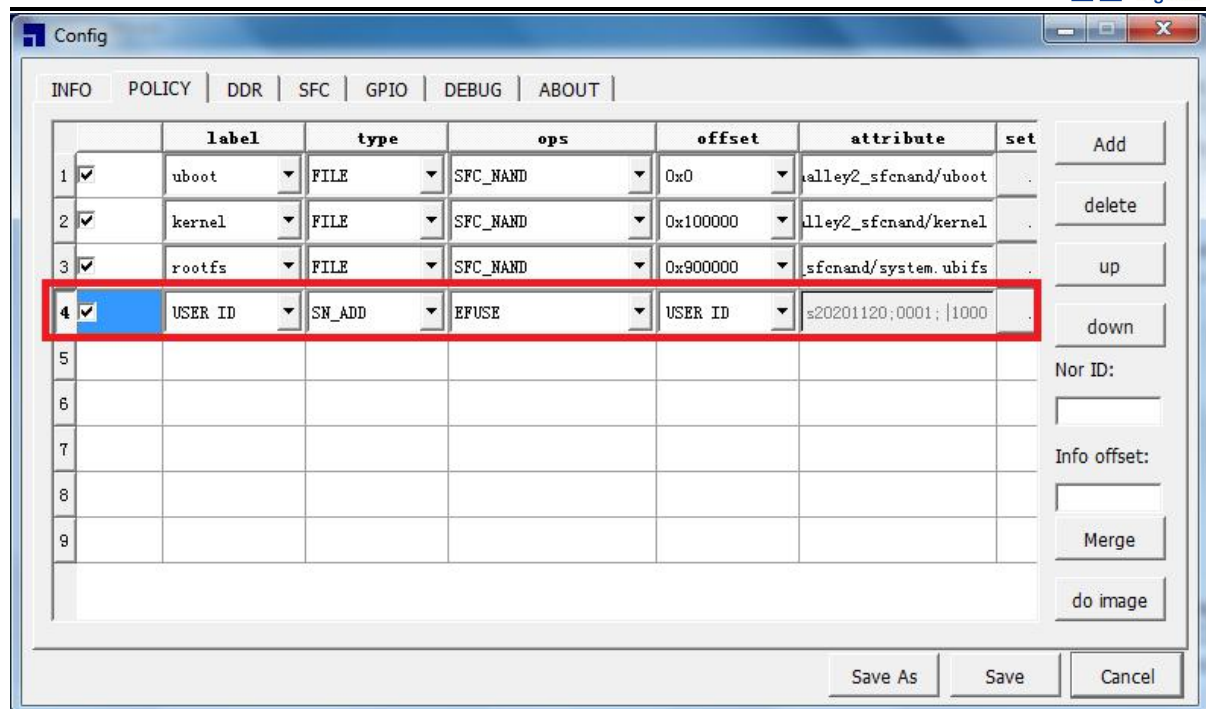 Config
INFO POLICY DDR SFC GPIO DEBUG ABOUT
label type ops offset attribute set
1 uboot FILE SFC_NAND 0x0 alley2_sfcnand/uboot .
2 kernel FILE SFC_NAND 0x100000 lley2_sfcnand/kernel .
3 rootfs FILE SFC_NAND 0x900000 _sfcnand/system.ubifs .
4 USER ID SN_ADD EFUSE USER ID s20201120;0001; |1000 .
5
6
7
8
9
Add
delete
up
down
Nor ID:
Info offset:
Merge
do image
Save As Save Cancel